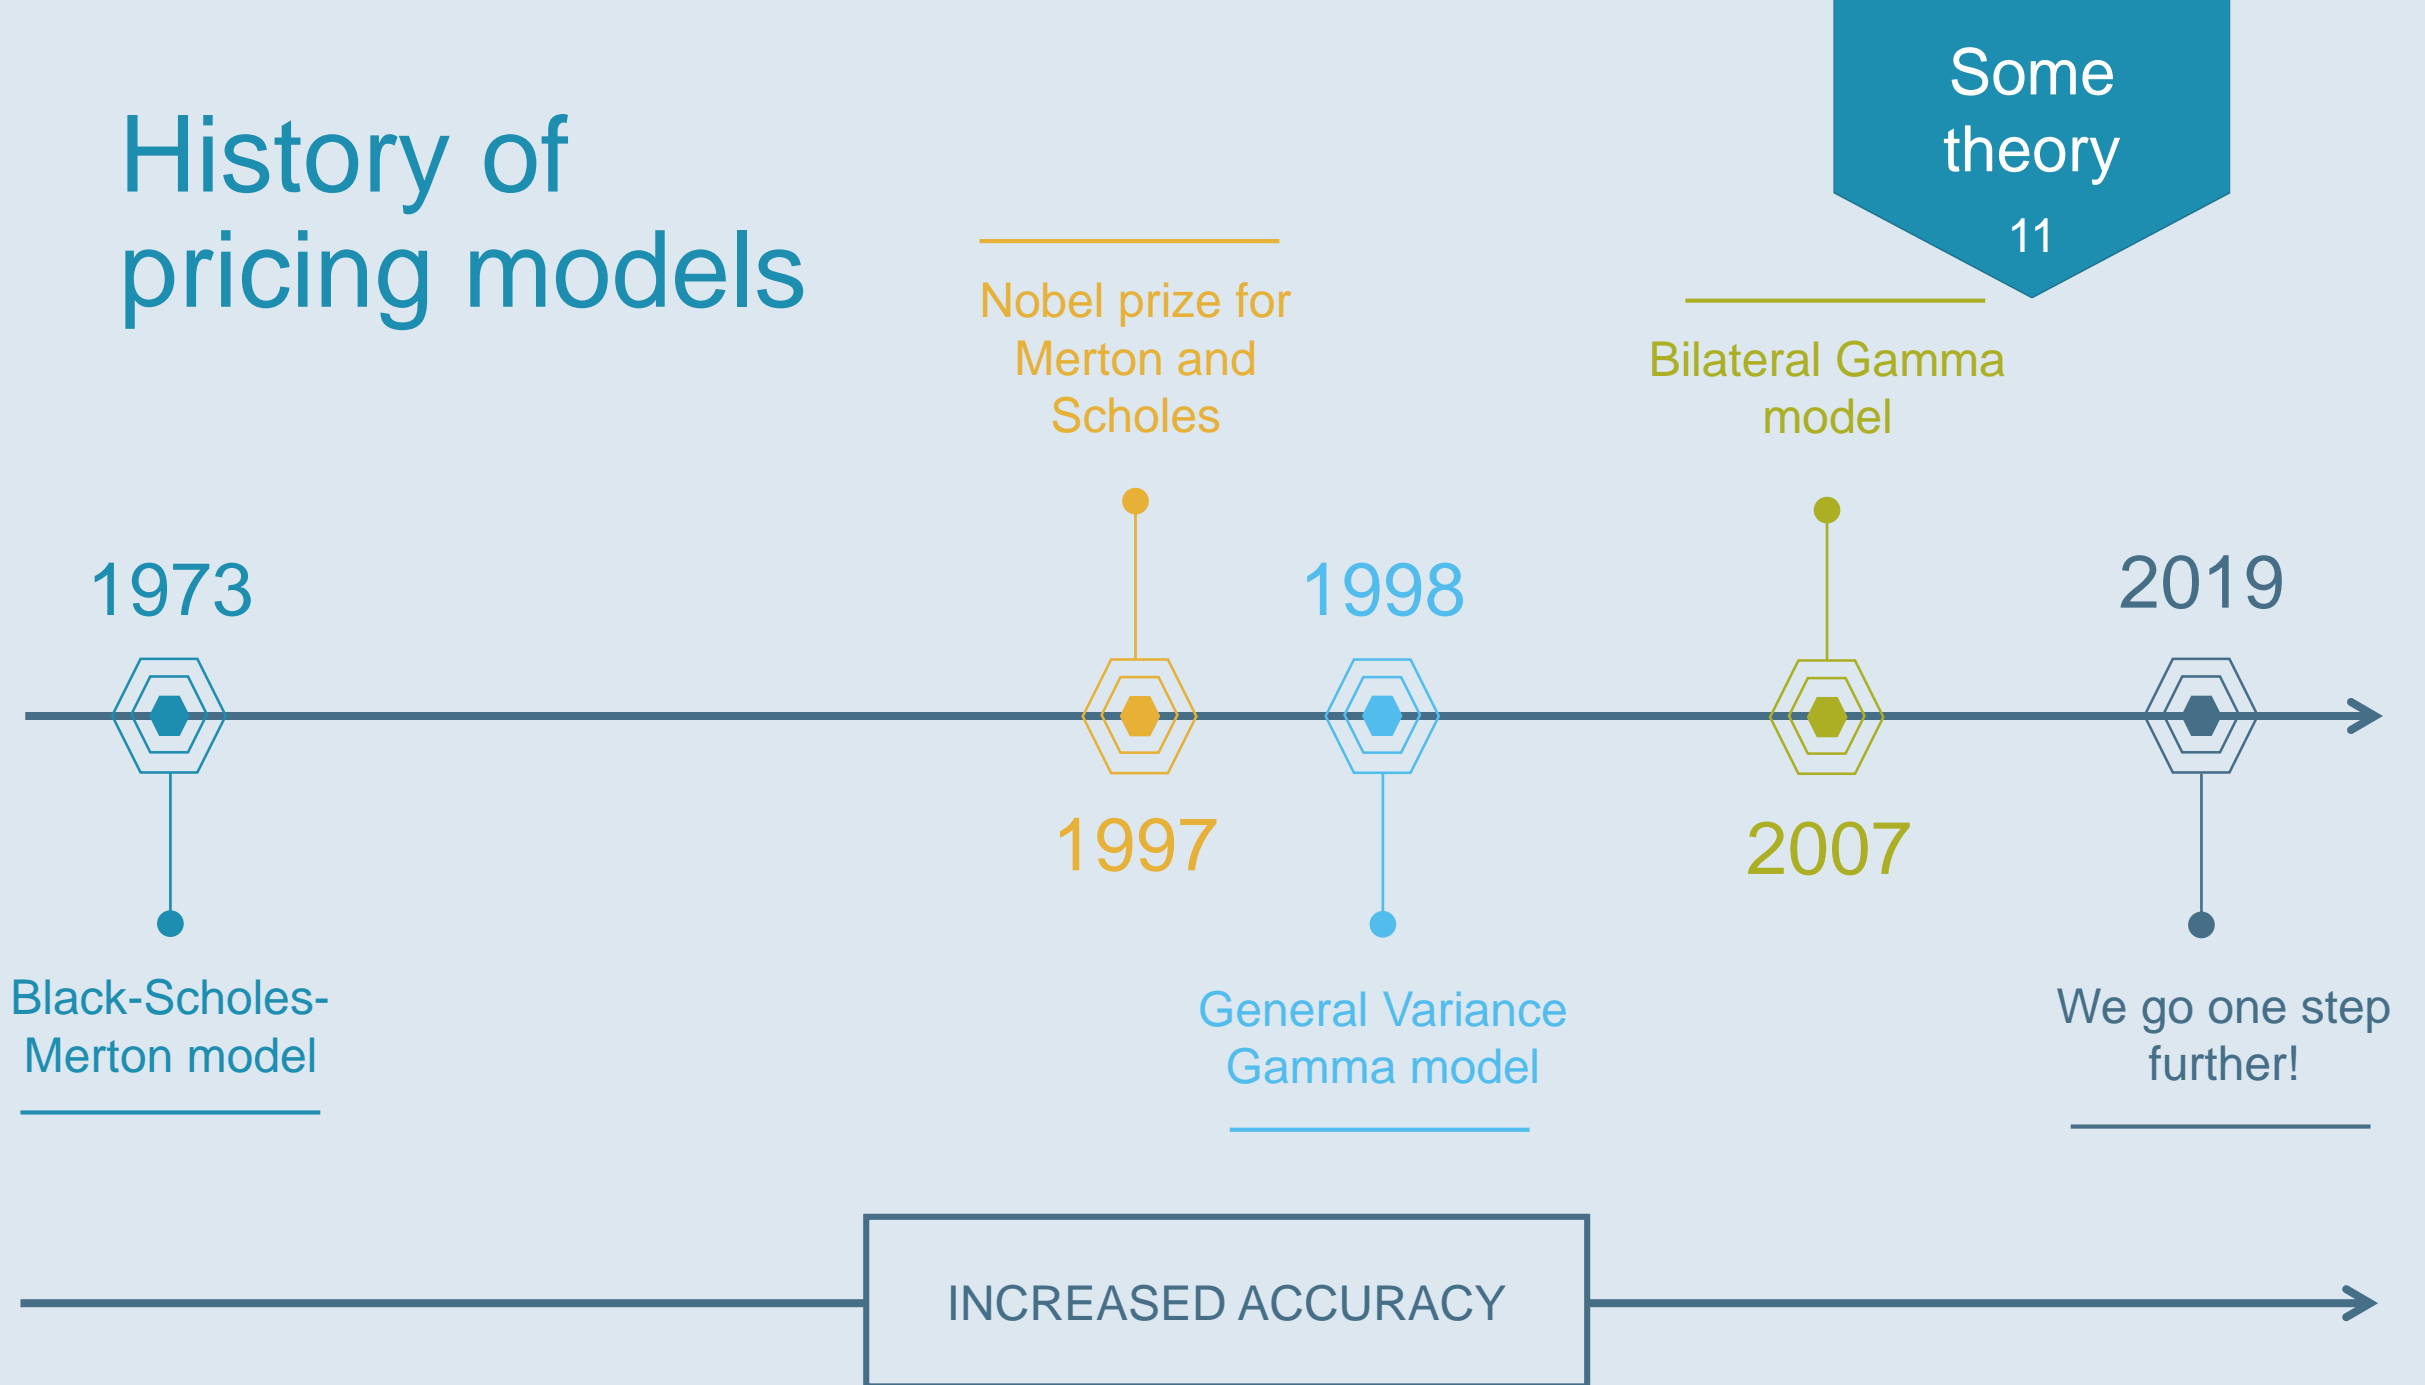 History of
pricing models
Some
theory
11
Nobel prize for
Merton and
Scholes
Bilateral Gamma
model
1973
1998
2019
1997
2007
Black-Scholes-
Merton model
General Variance
Gamma model
We go one step
further!
INCREASED ACCURACY